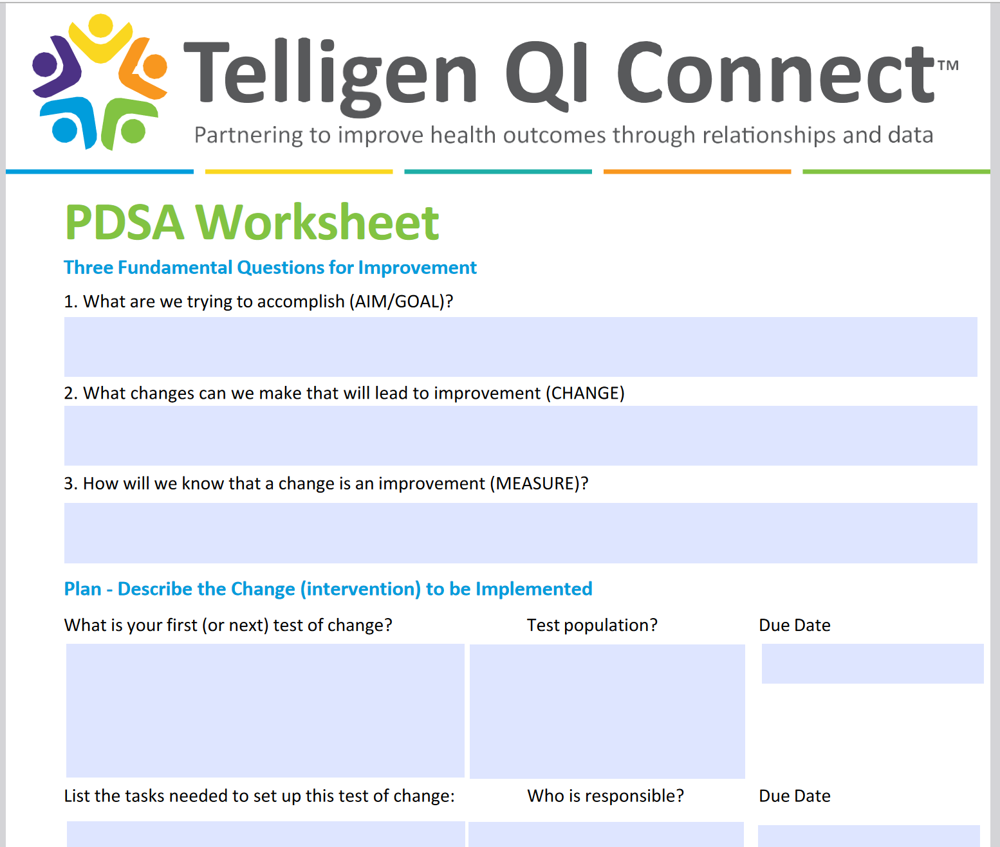 Telligen QI Connect™
Partnering to improve health outcomes through relationships and data
PDSA Worksheet
Three Fundamental Questions for Improvement
1. What are we trying to accomplish (AIM/GOAL)?
2. What changes can we make that will lead to improvement (CHANGE)
3. How will we know that a change is an improvement (MEASURE)?
Plan - Describe the Change (intervention) to be Implemented
What is your first (or next) test of change? Test population? Due Date
List the tasks needed to set up this test of change: Who is responsible? Due Date